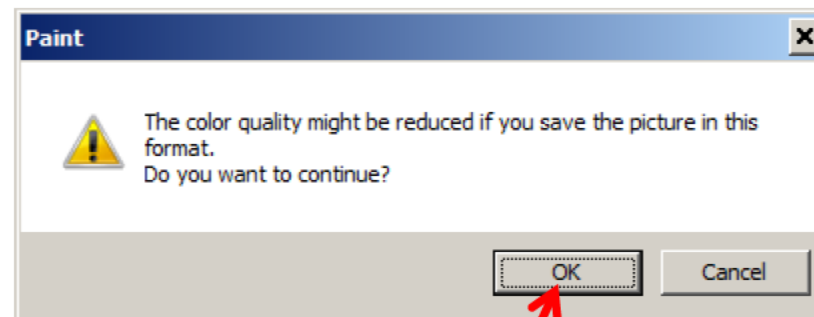 Paint
The color quality might be reduced if you save the picture in this
format.
Do you want to continue?
OK
Cancel